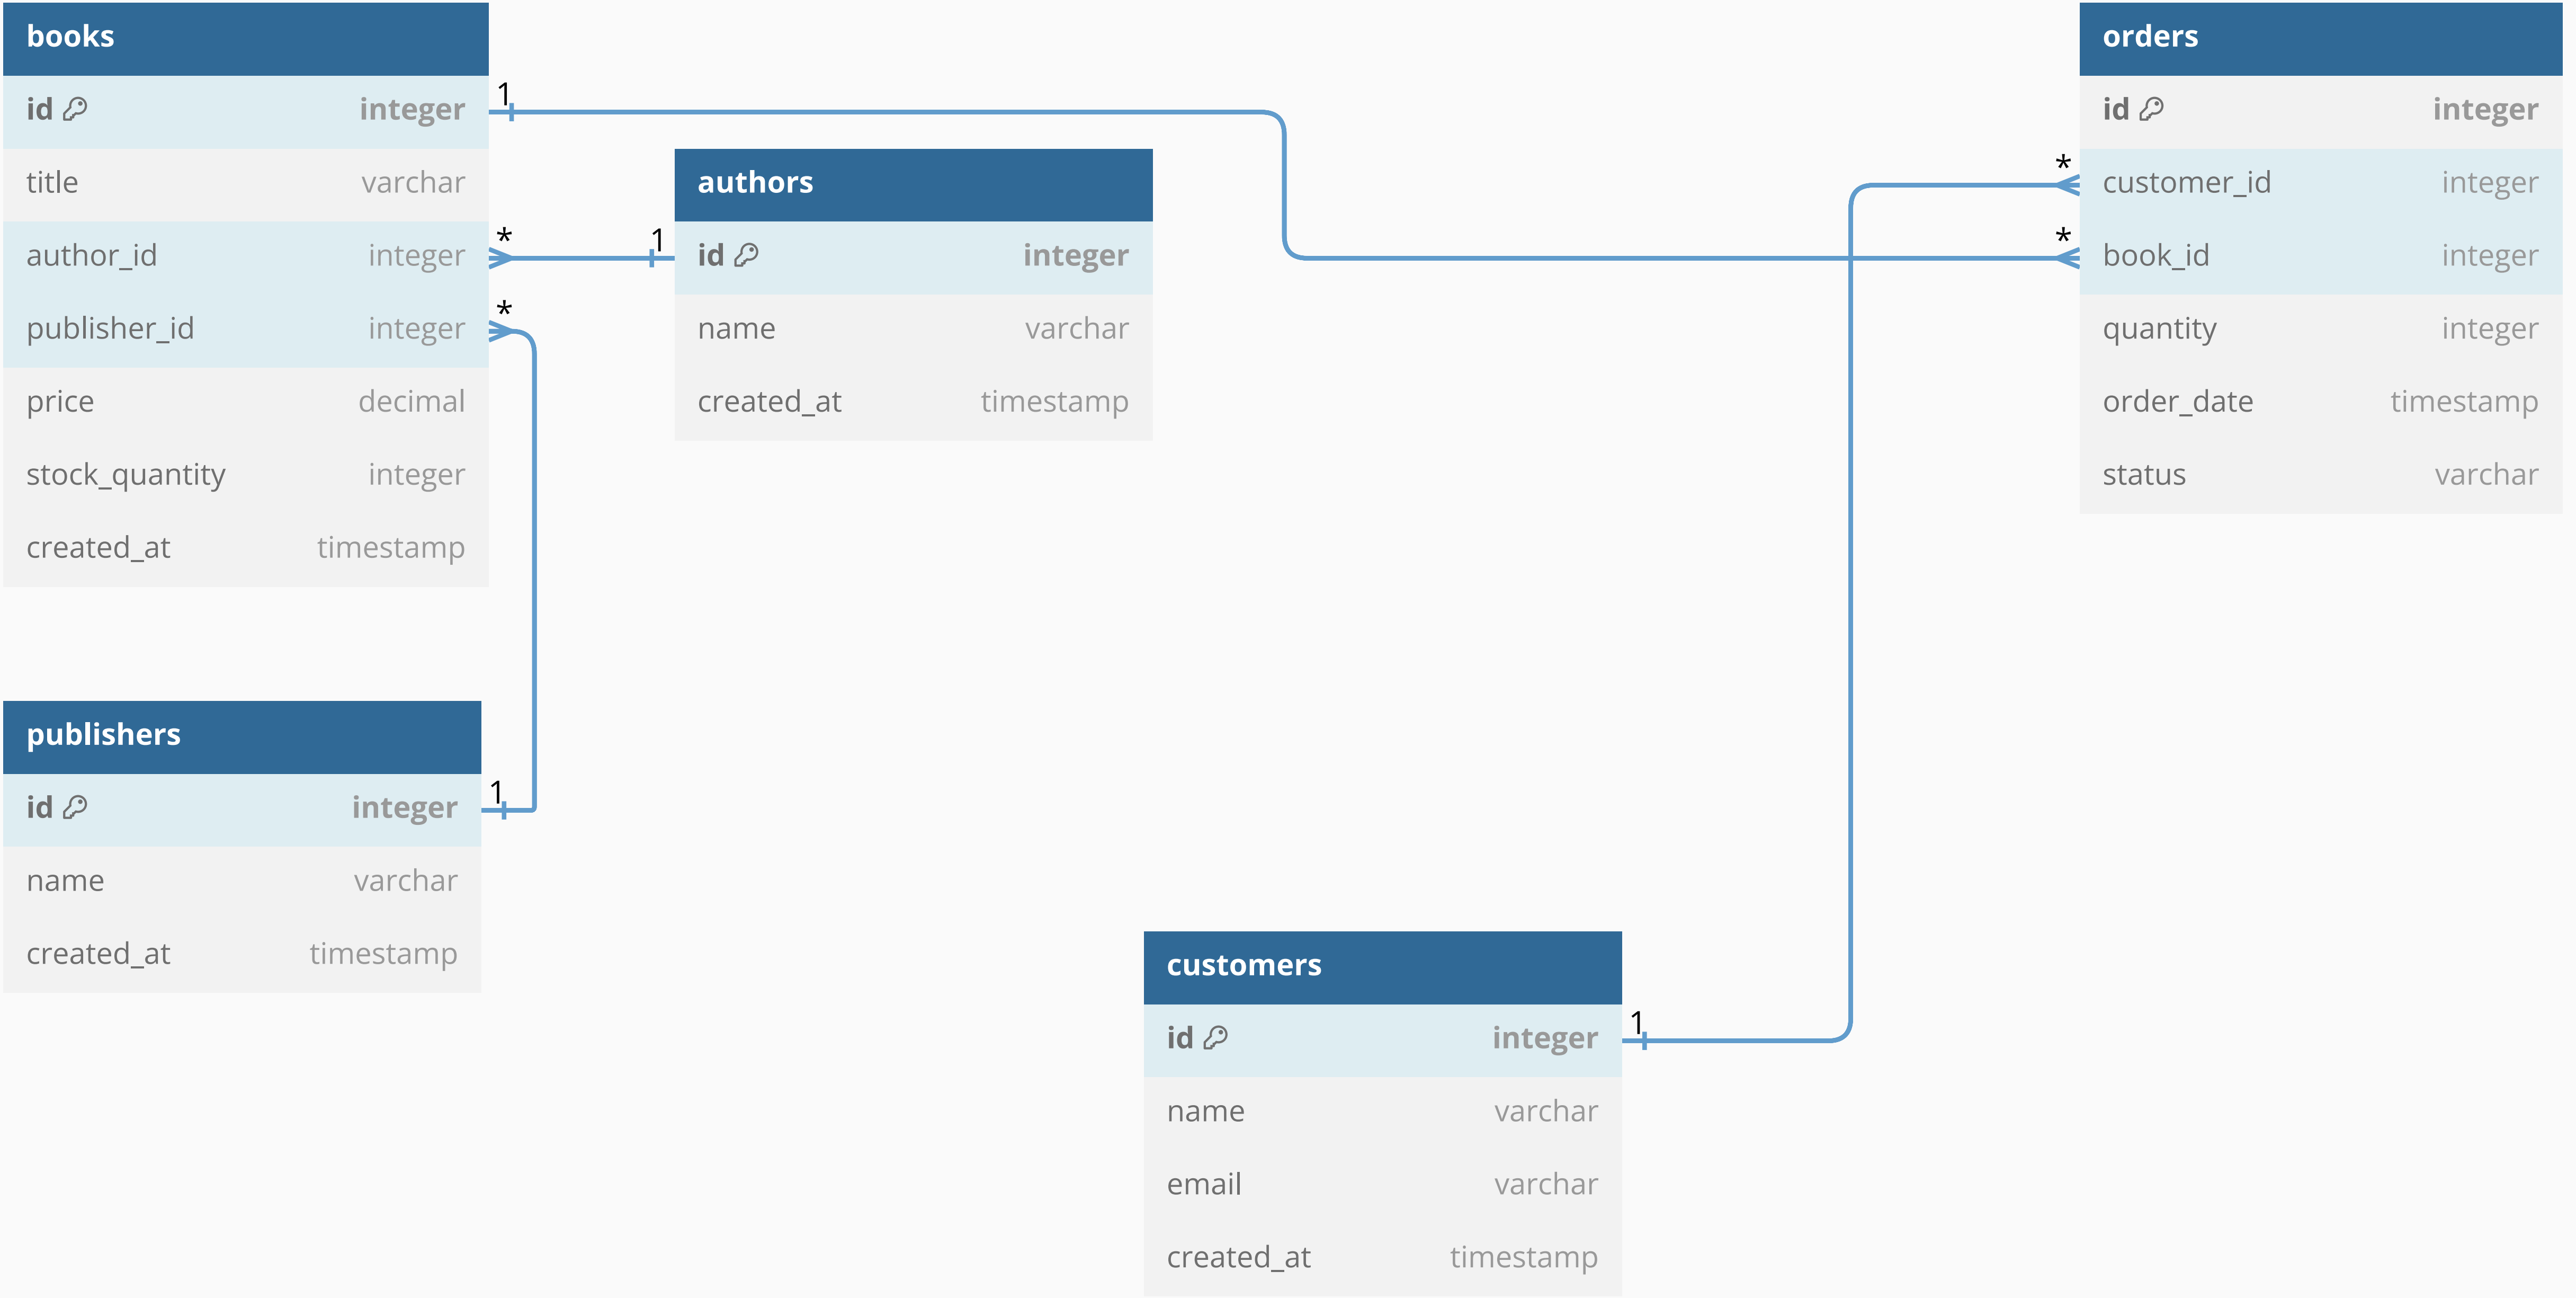 books
id integer
title varchar
author_id integer
publisher_id integer
price decimal
stock_quantity integer
created_at timestamp
1
*
*
authors
id integer
name varchar
created_at timestamp
1
orders
id integer
customer_id integer
book_id integer
quantity integer
order_date timestamp
status varchar
*
*
publishers
id integer
name varchar
created_at timestamp
1
customers
id integer
name varchar
email varchar
created_at timestamp
1